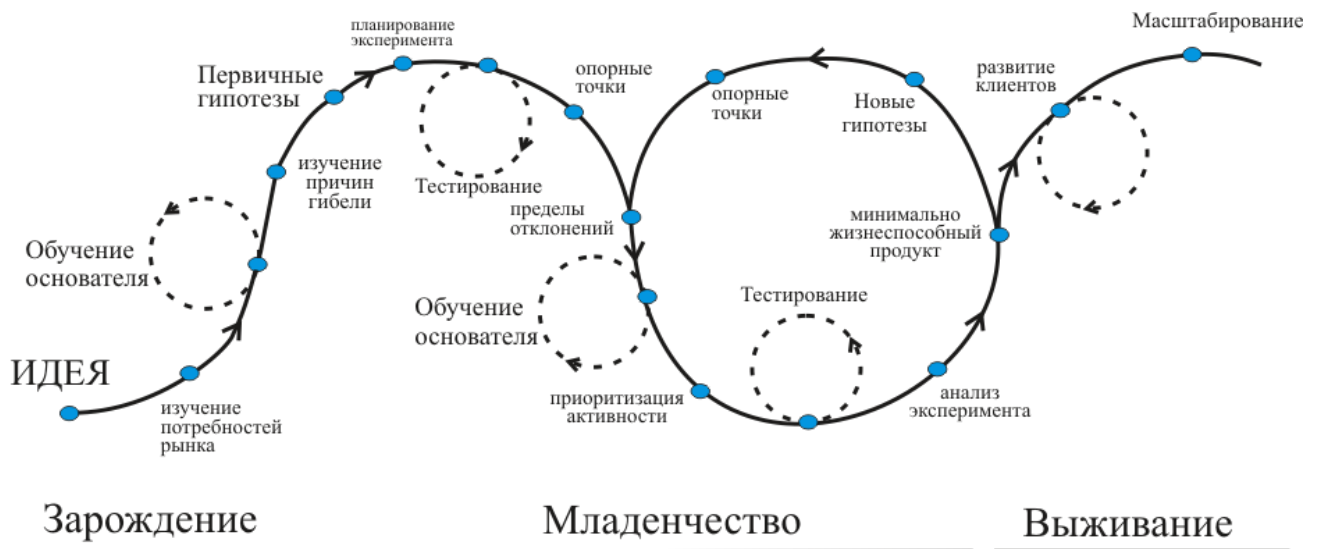 ИДЕЯ
изучение
потребностей
рынка
Обучение
основателя
изучение
причин
гибели
Первичные
гипотезы
планирование
эксперимента
Тестирование
опорные
точки
пределы
отклонений
Обучение
основателя
приоритизация
активности
Тестирование
анализ
эксперимента
минимально
жизнеспособный
продукт
Новые
гипотезы
опорные
точки
развитие
клиентов
Масштабирование
Зарождение
Младенчество
Выживание